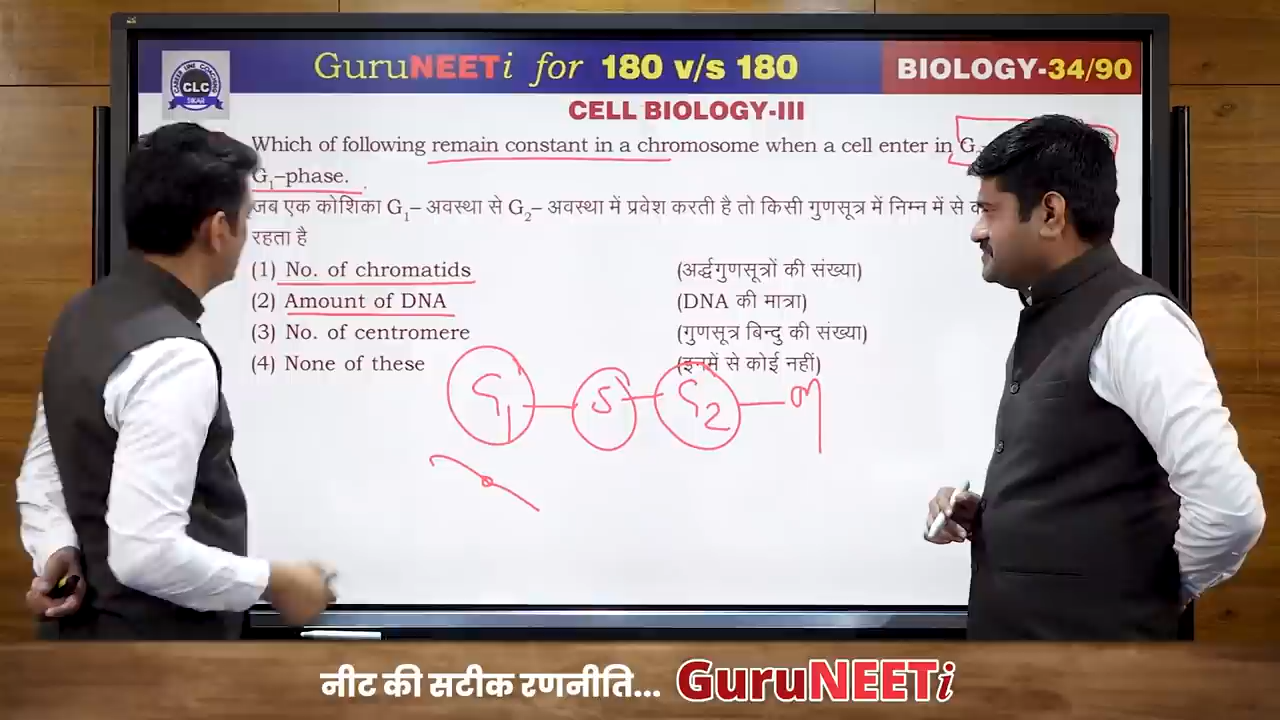 CLC
SIKAR
GuruNEETi for 180 v/s 180
BIOLOGY-34/90
CELL BIOLOGY-III
Which of following remain constant in a chromosome when a cell enter in G
G₁–phase.
जब एक कोशिका G₁– अवस्था से G₂– अवस्था में प्रवेश करती है तो किसी गुणसूत्र में निम्न में से
रहता है
(1) No. of chromatids (अर्द्धगुणसूत्रों की संख्या)
(2) Amount of DNA (DNA की मात्रा)
(3) No. of centromere (गुणसूत्र बिन्दु की संख्या)
(4) None of these (इनमें से कोई नहीं)
G₁ S G₂ M
नीट की सटीक रणनीति... GuruNEETi